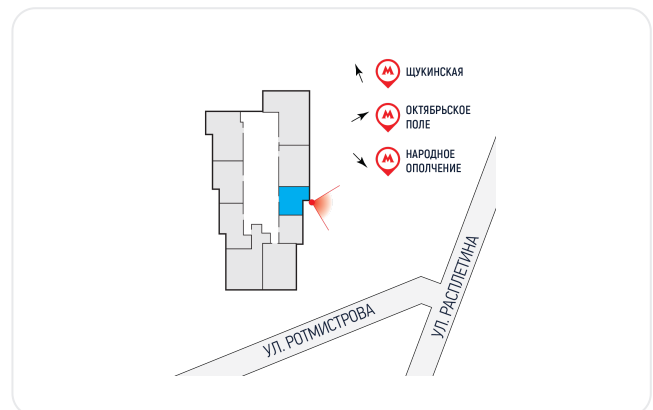 ЩУКИНСКАЯ
ОКТЯБРЬСКОЕ
ПОЛЕ
НАРОДНОЕ
ОПОЛЧЕНИЕ
УЛ. РАСПЛЕТИНА
УЛ. РОТМИСТРОВА